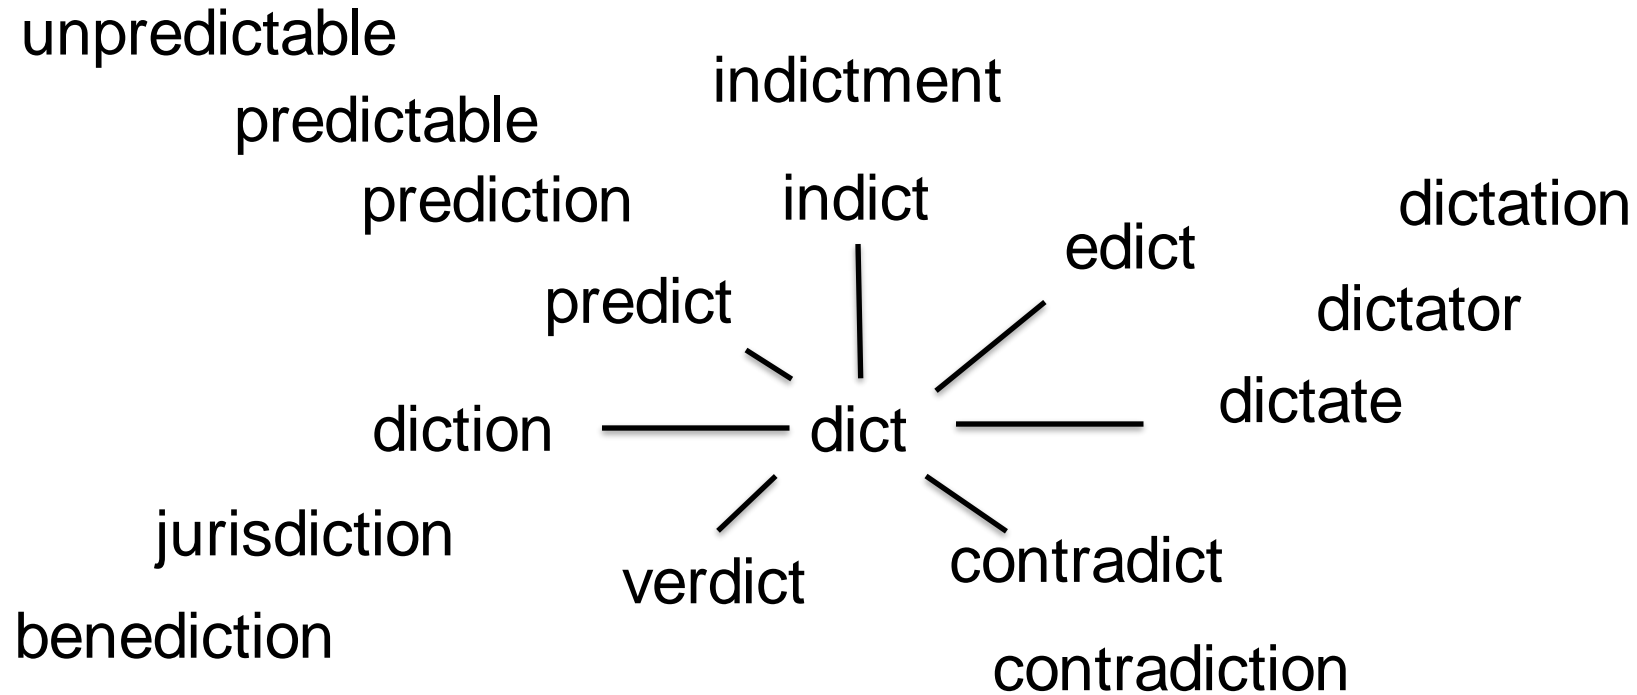 unpredictable
indictment
predictable
prediction
indict
dictation
edict
predict
dictator
dictate
diction
dict
jurisdiction
contradict
verdict
benediction
contradiction